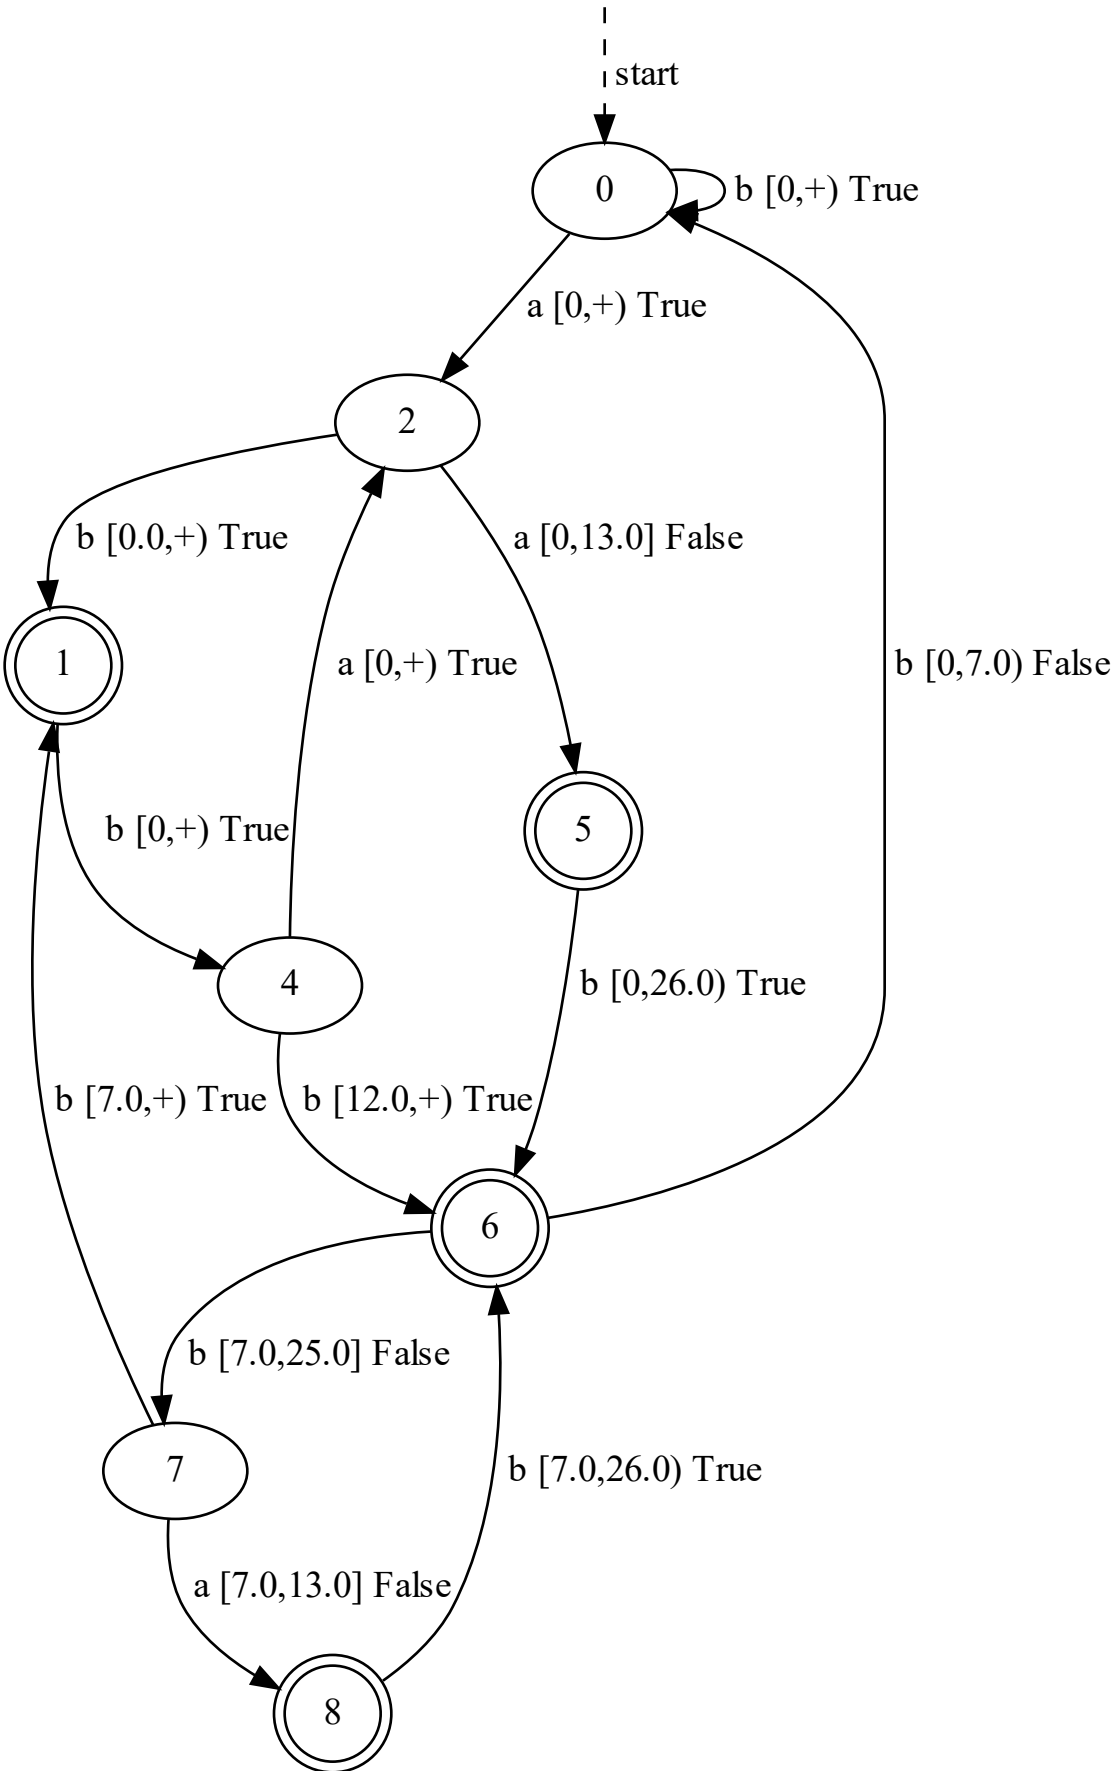 start
0
b [0,+) True
a [0,+) True
2
b [0.0,+) True
a [0,13.0] False
1
a [0,+) True
b [0,7.0) False
b [0,+) True
5
4
b [0,26.0) True
b [7.0,+) True
b [12.0,+) True
6
b [7.0,25.0] False
7
b [7.0,26.0) True
a [7.0,13.0] False
8